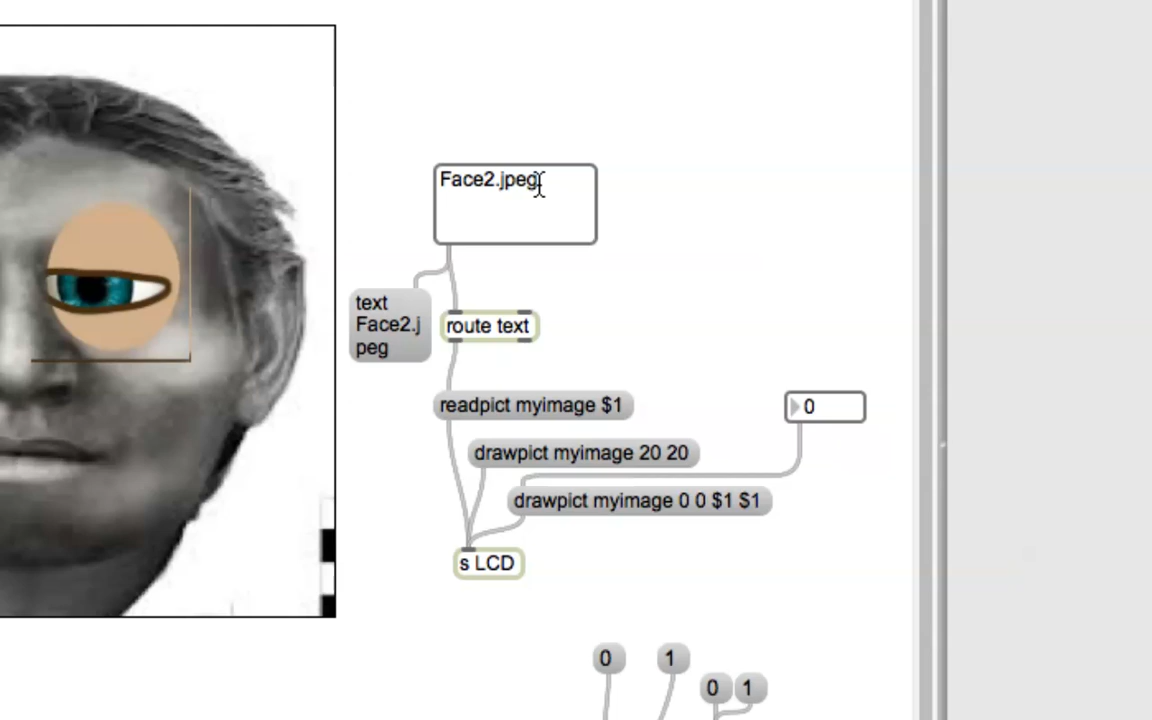 Face2.jpeg
text
Face2.j
peg
route text
readpict myimage $1
0
drawpict myimage 20 20
drawpict myimage 0 0 $1 $1
s LCD
0
1
0
1